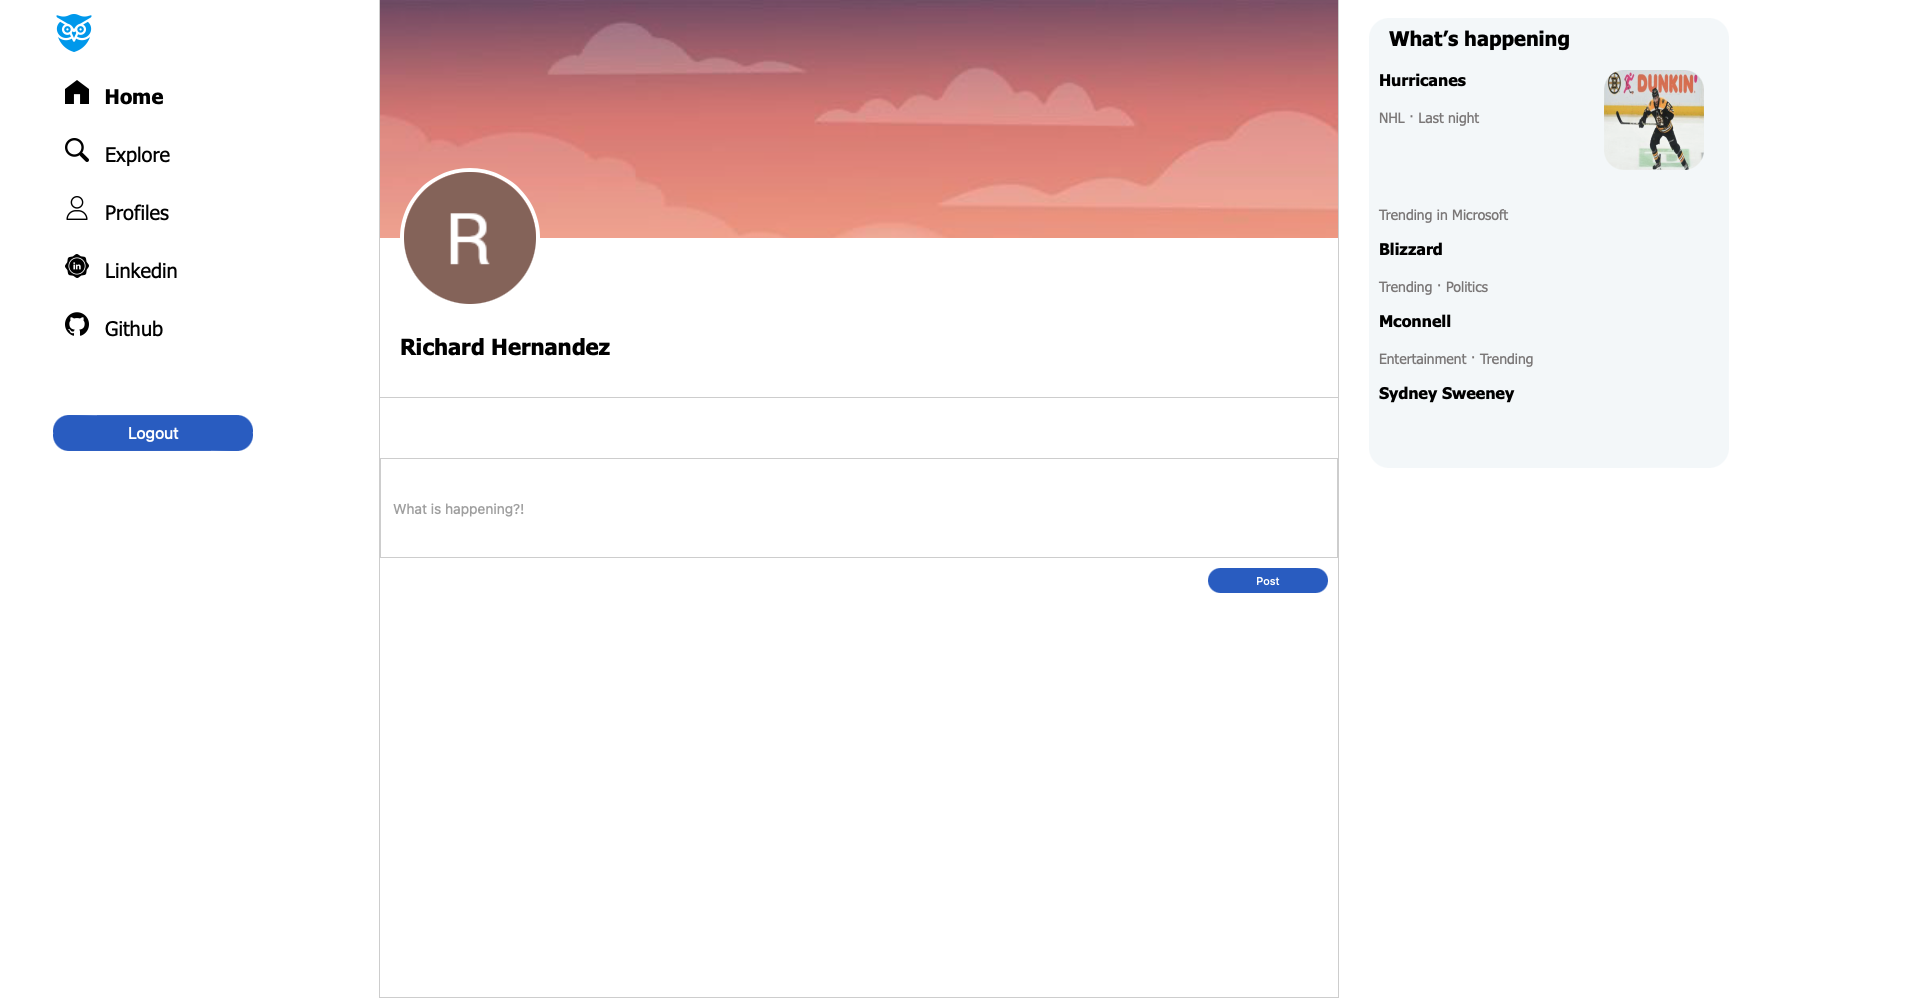 Home
Explore
Profiles
in
Linkedin
Github
Logout
R
Richard Hernandez
What is happening?!
Post
What’s happening
Hurricanes
NHL · Last night
DUNKIN'
Trending in Microsoft
Blizzard
Trending · Politics
Mconnell
Entertainment · Trending
Sydney Sweeney